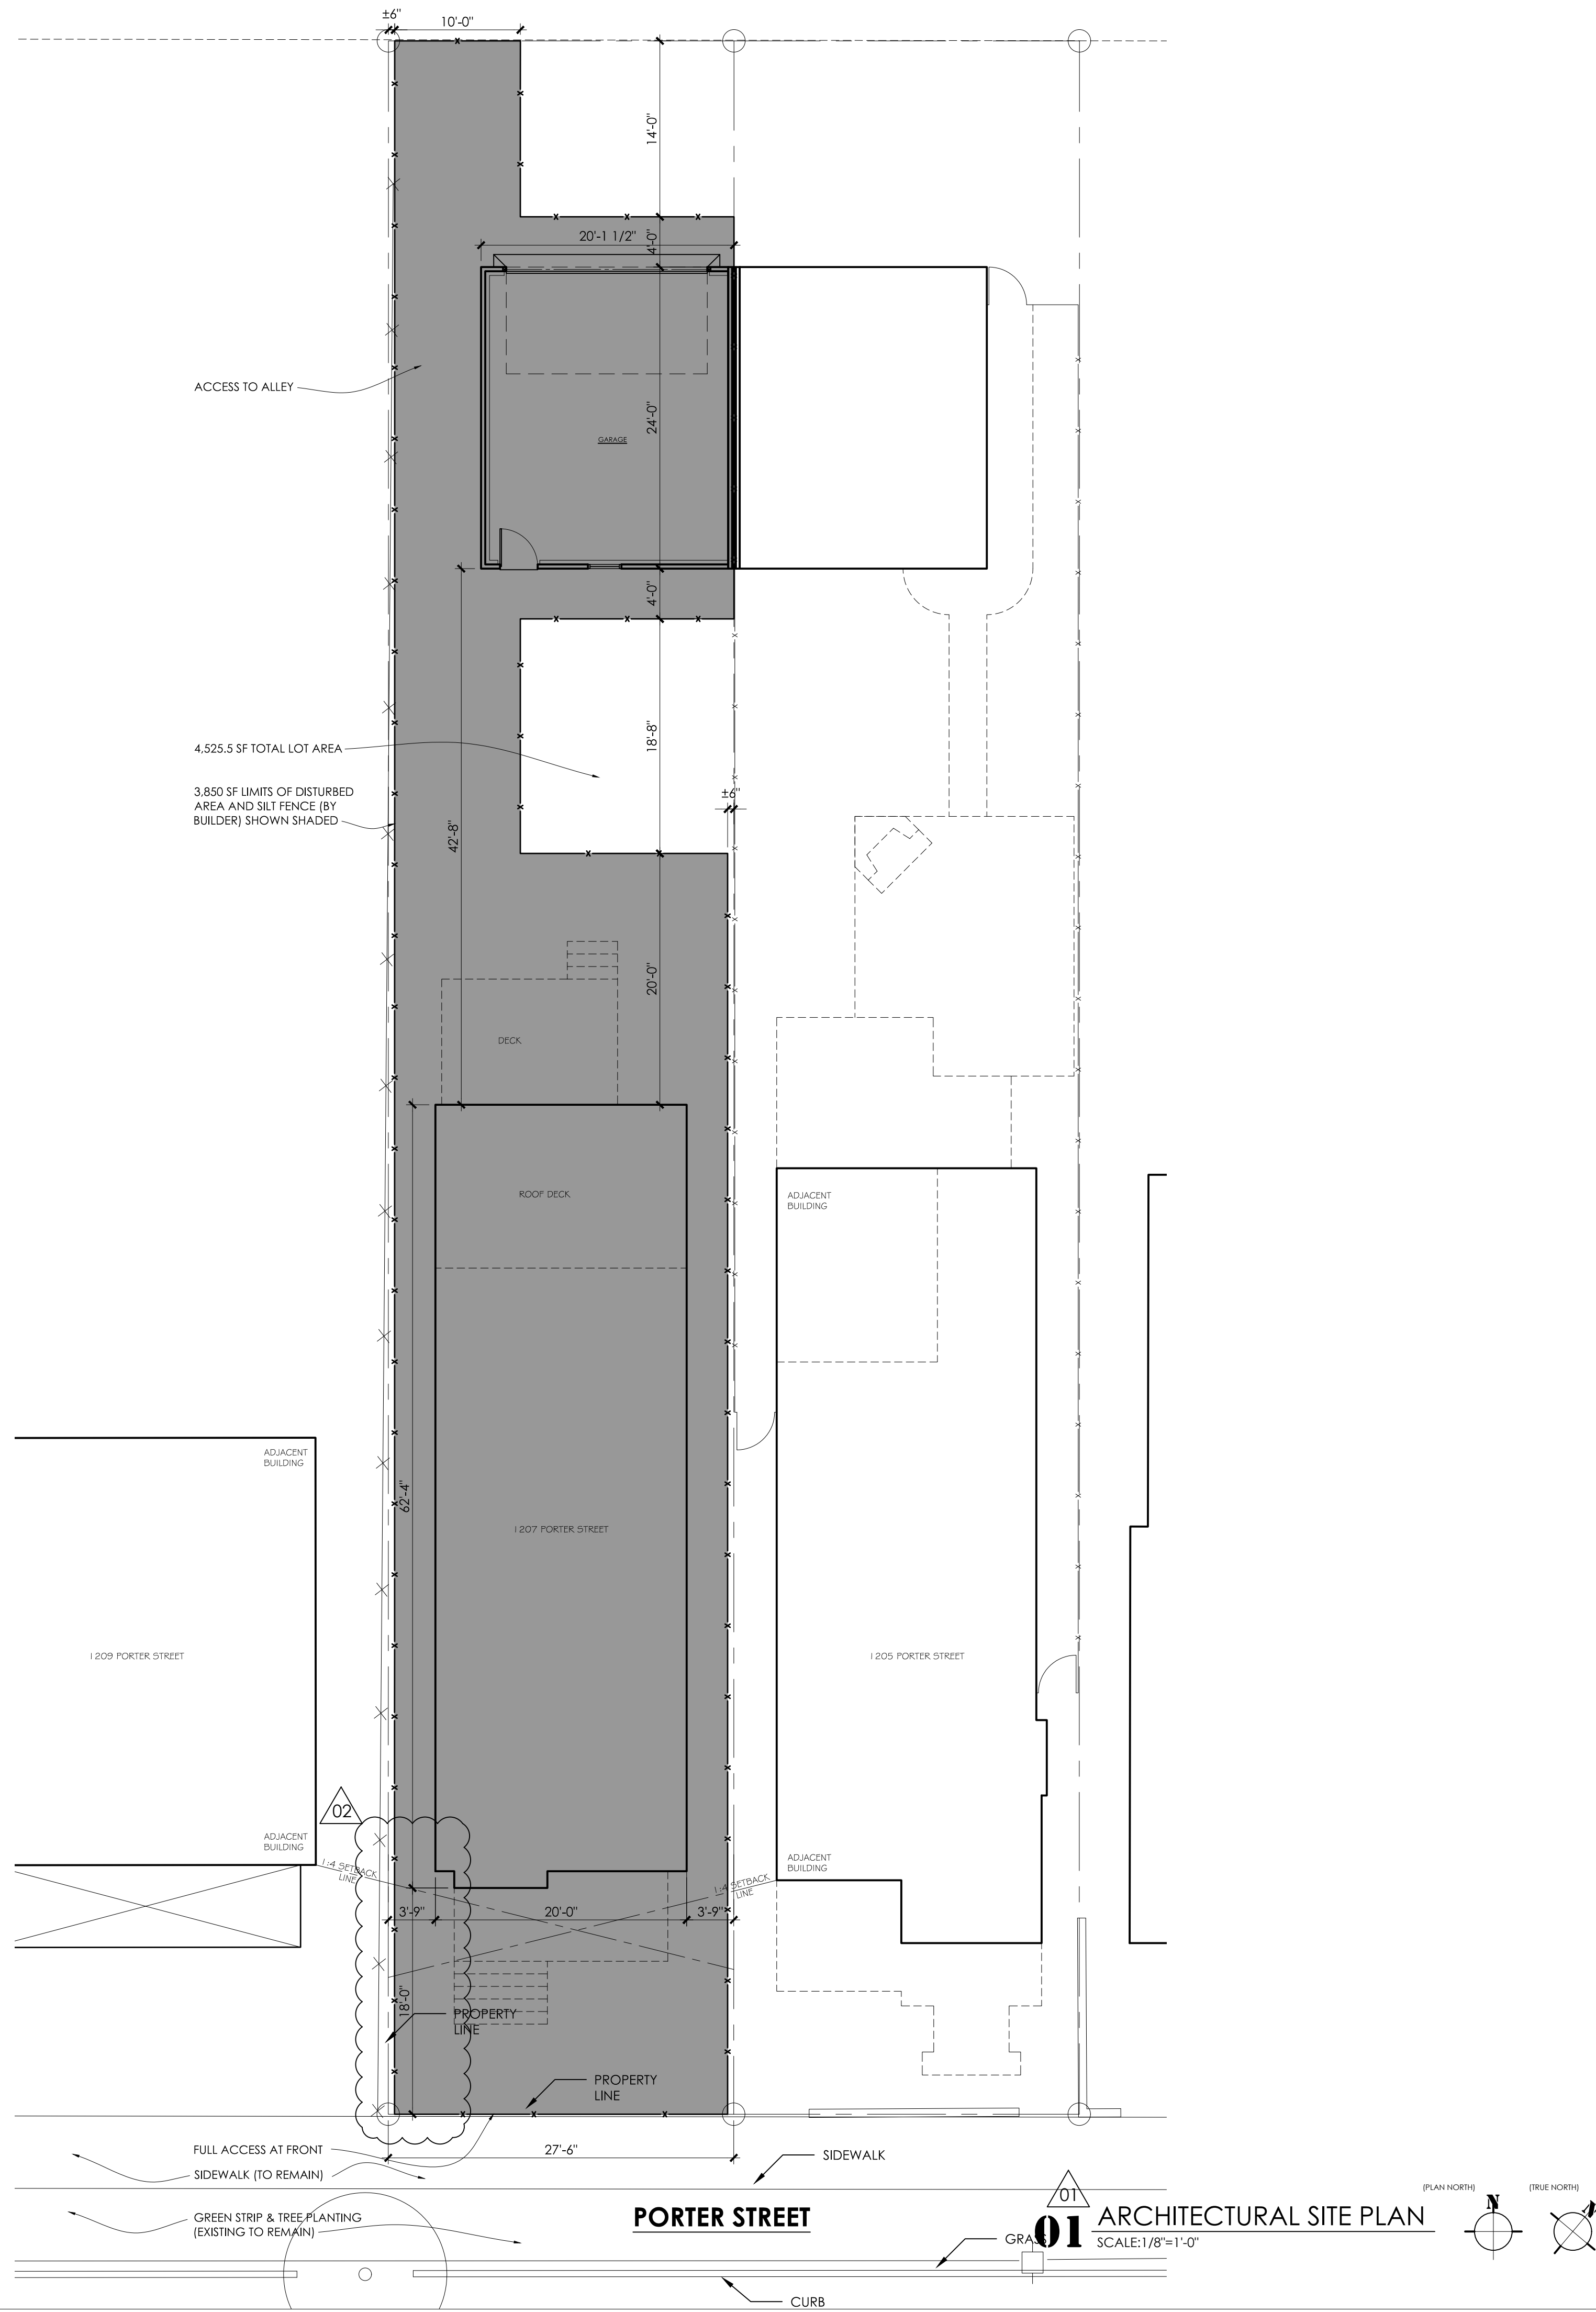 ±6"
10'-0"
14'-0"
20'-1 1/2"
4'-0"
ACCESS TO ALLEY
24'-0"
GARAGE
4'-0"
4,525.5 SF TOTAL LOT AREA
18'-8"
3,850 SF LIMITS OF DISTURBED
AREA AND SILT FENCE (BY
BUILDER) SHOWN SHADED
±6"
42'-8"
20'-0"
DECK
ROOF DECK
ADJACENT
BUILDING
ADJACENT
BUILDING
62'-4"
1207 PORTER STREET
1209 PORTER STREET
1205 PORTER STREET
02
ADJACENT
BUILDING
1:4 SETBACK
LINE
ADJACENT
BUILDING
1:4 SETBACK
LINE
3'-9"
20'-0"
3'-9"
18'-0"
PROPERTY
LINE
PROPERTY
LINE
FULL ACCESS AT FRONT
27'-6"
SIDEWALK
SIDEWALK (TO REMAIN)
GREEN STRIP & TREE PLANTING
(EXISTING TO REMAIN)
PORTER STREET
GRASS
CURB
01
01
ARCHITECTURAL SITE PLAN
SCALE:1/8"=1'-0"
(PLAN NORTH)
N
(TRUE NORTH)